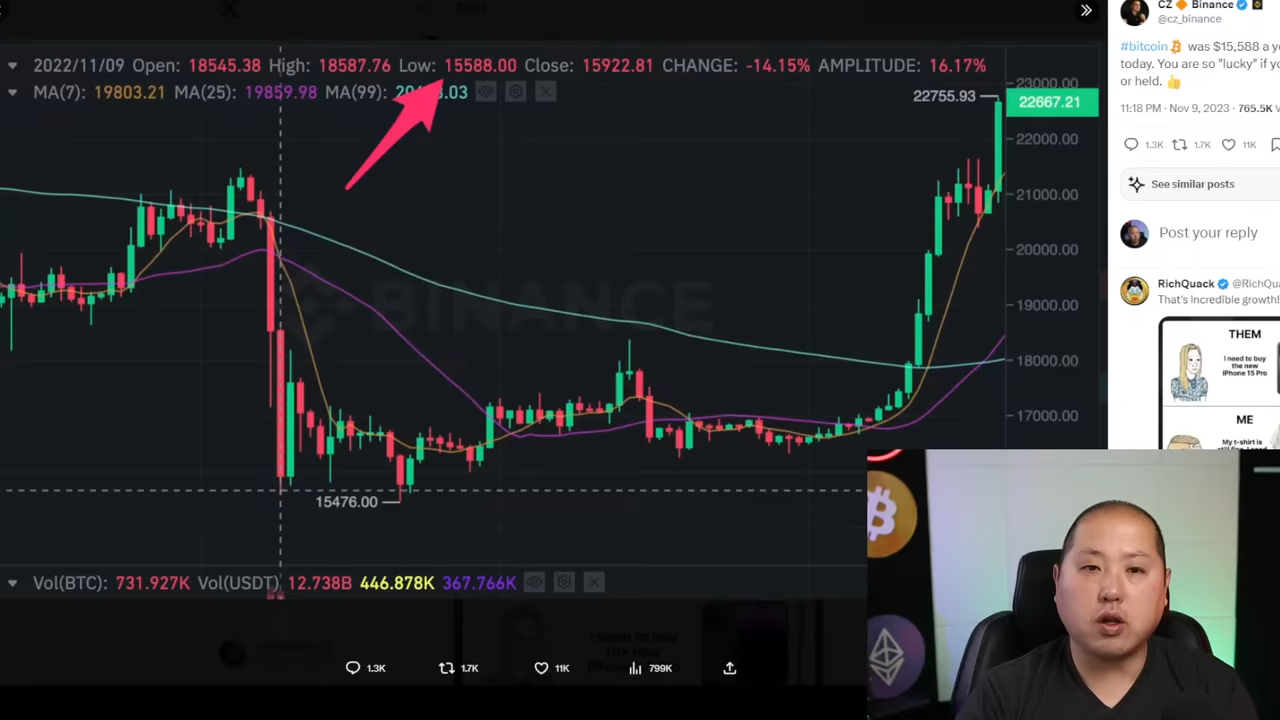 CZ 🔶 Binance
@cz_binance
2022/11/09 Open: 18545.38 High: 18587.76 Low: 15588.00 Close: 15922.81 CHANGE: -14.15% AMPLITUDE: 16.17%
MA(7): 19803.21 MA(25): 19859.98 MA(99):
23000.00
22755.93
22667.21
22000.00
21000.00
20000.00
19000.00
18000.00
17000.00
BINANCE
15476.00
Vol(BTC): 731.927K Vol(USDT) 12.738B 446.878K 367.766K
1.3K 1.7K 11K 799K
#bitcoin was $15,588 a
today. You are so "lucky" if
or held. 👍
11:18 PM · Nov 9, 2023 · 765.5K
1.3K 1.7K 11K
See similar posts
Post your reply
RichQuack
That's incredible growth!
THEM
I need to buy
the new
iPhone 15 Pro
ME
My t-shirt